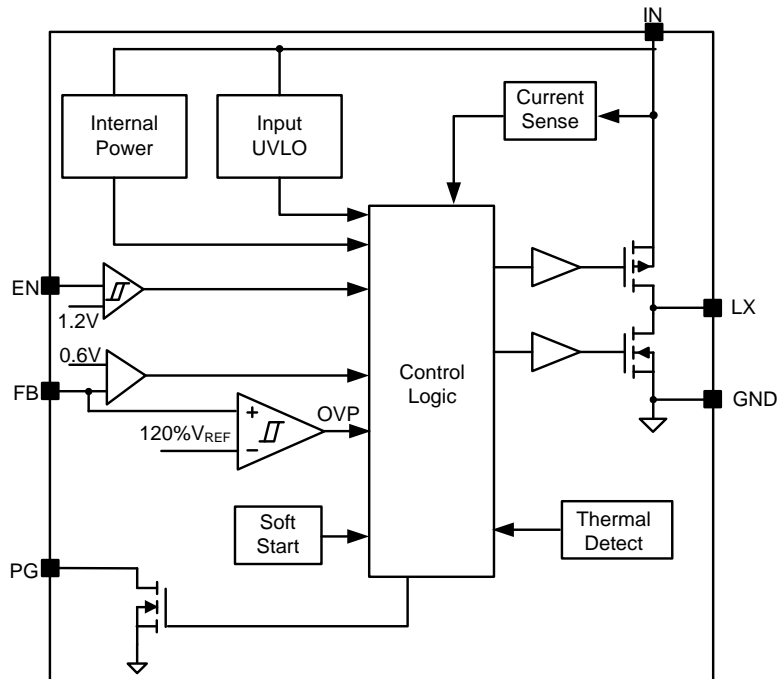 IN
Internal
Power
Input
UVLO
Current
Sense
EN
1.2V
0.6V
FB
120%VREF
+
−
OVP
Control
Logic
LX
GND
Soft
Start
Thermal
Detect
PG